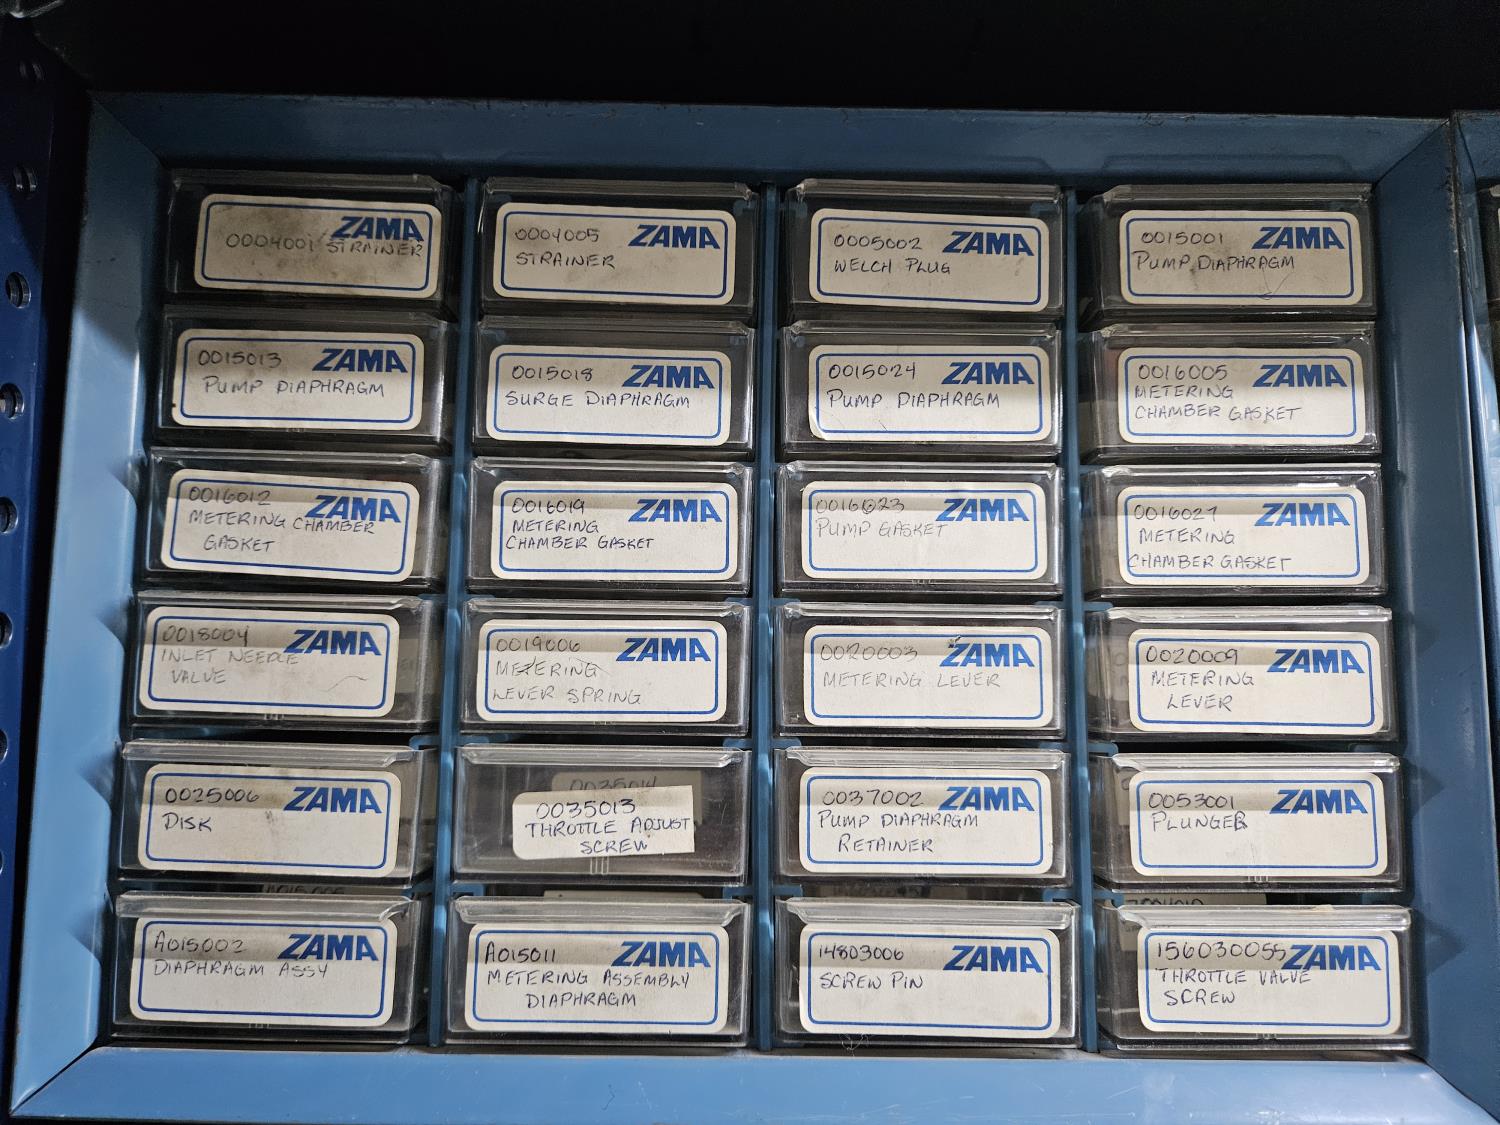 ZAMA
0004001 STRAINER
0004005 ZAMA
STRAINER
0005002 ZAMA
WELCH PLUG
0015001 ZAMA
PUMP DIAPHRAGM
0015013 ZAMA
PUMP DIAPHRAGM
0015018 ZAMA
SURGE DIAPHRAGM
0015024 ZAMA
PUMP DIAPHRAGM
0016005 ZAMA
METERING
CHAMBER GASKET
0016012 ZAMA
METERING CHAMBER
GASKET
0016019 ZAMA
METERING
CHAMBER GASKET
0016023 ZAMA
PUMP GASKET
0016027 ZAMA
METERING
CHAMBER GASKET
0018004 ZAMA
INLET NEEDLE
VALVE
0019006 ZAMA
METERING
LEVER SPRING
0020003 ZAMA
METERING LEVER
0020009 ZAMA
METERING
LEVER
0025006 ZAMA
DISK
0035014
0035013
THROTTLE ADJUST
SCREW
0037002 ZAMA
PUMP DIAPHRAGM
RETAINER
0053001 ZAMA
PLUNGER
A015002 ZAMA
DIAPHRAGM ASSY
A015011 ZAMA
METERING ASSEMBLY
DIAPHRAGM
14803006 ZAMA
SCREW PIN
156030055 ZAMA
THROTTLE VALVE
SCREW